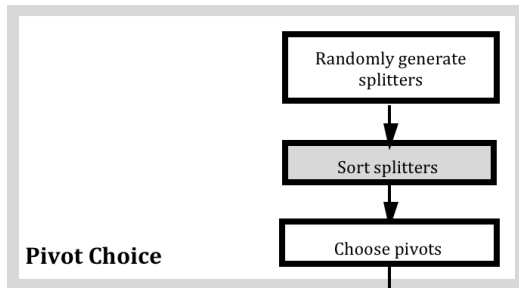 Randomly generate
splitters
Sort splitters
Choose pivots
Pivot Choice